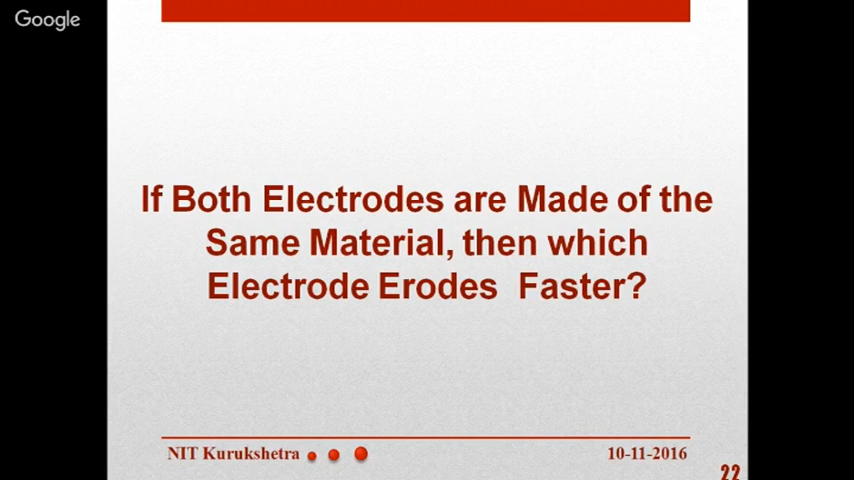 Google
If Both Electrodes are Made of the
Same Material, then which
Electrode Erodes Faster?
NIT Kurukshetra
10-11-2016
22